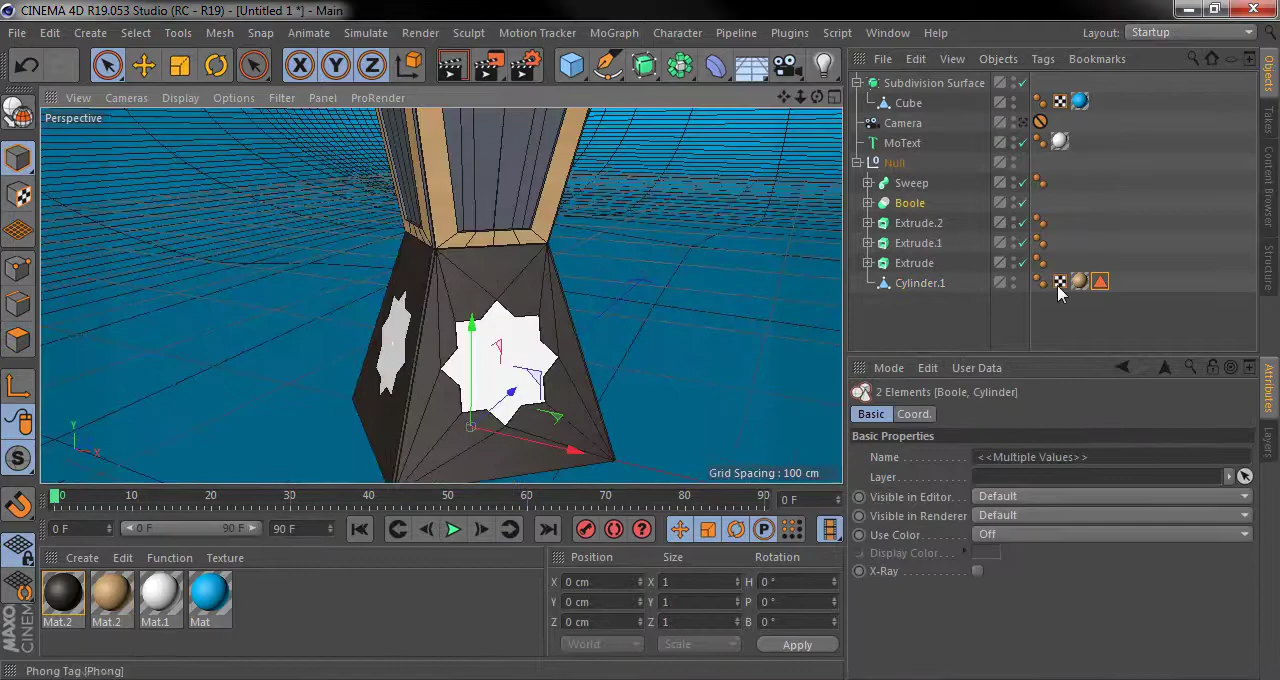 CINEMA 4D R19.053 Studio (RC - R19) - [Untitled 1 *] - Main
File Edit Create Select Tools Mesh Snap Animate Simulate Render Sculpt Motion Tracker MoGraph Character Pipeline Plugins Script Window Help Layout: Startup
X Y Z
File Edit View Objects Tags Bookmarks
View Cameras Display Options Filter Panel ProRender
Perspective
Subdivision Surface
Cube
Camera
MoText
Null
Sweep
Boole
Extrude.2
Extrude.1
Extrude
Cylinder.1
Objects
Takes
Content Browser
Structure
Y
X
Grid Spacing : 100 cm
Mode Edit User Data
2 Elements [Boole, Cylinder]
Basic Coord.
Basic Properties
Name <<Multiple Values>>
Layer
Visible in Editor Default
Visible in Renderer Default
Use Color Off
Display Color
X-Ray
Attributes
Layers
0 10 20 30 40 50 60 70 80 90 0 F
0 F 0 F 90 F 90 F
P
S
Create Edit Function Texture
Mat.2 Mat.2 Mat.1 Mat
Position Size Rotation
X 0 cm X 1 H 0 °
Y 0 cm Y 1 P 0 °
Z 0 cm Z 1 B 0 °
World Scale Apply
MAXO
CINEM
Phong Tag [Phong]